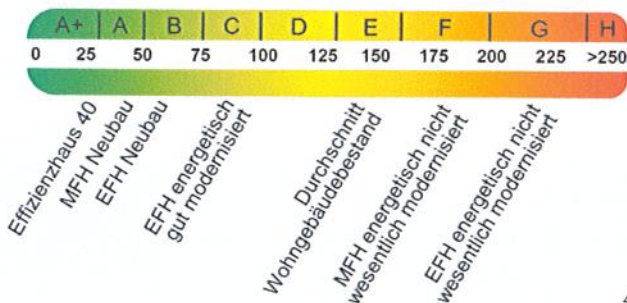 A+ A B C D E F G H
0 25 50 75 100 125 150 175 200 225 >250
Effizienzhaus 40
MFH Neubau
EFH Neubau
EFH energetisch
gut modernisiert
Durchschnitt
Wohngebäudebestand
MFH energetisch nicht
wesentlich modernisiert
EFH energetisch nicht
wesentlich modernisiert